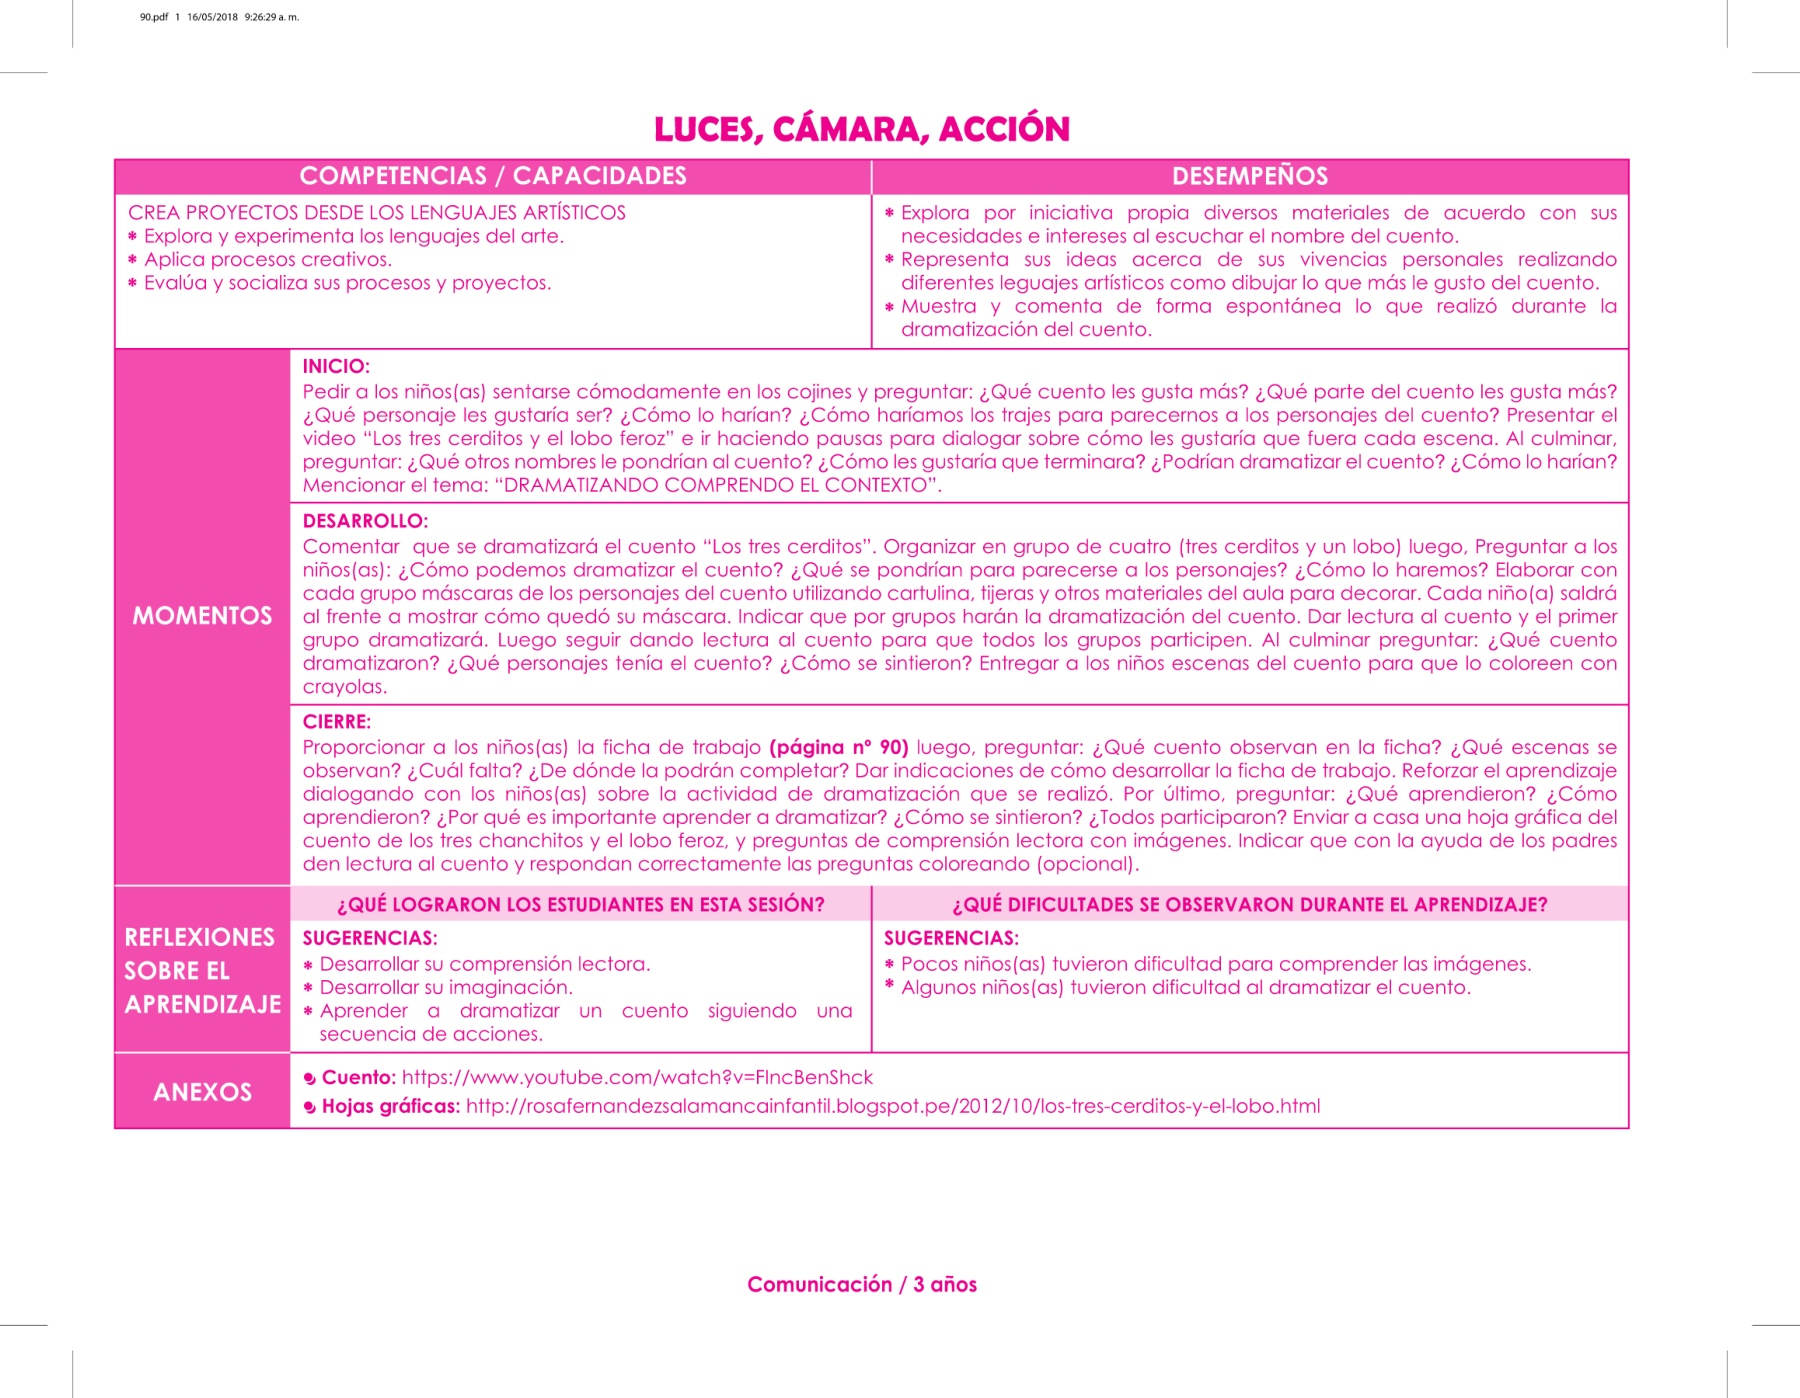 90.pdf 1 16/05/2018 9:26:29 a. m.
LUCES, CÁMARA, ACCIÓN
COMPETENCIAS / CAPACIDADES
DESEMPEÑOS
CREA PROYECTOS DESDE LOS LENGUAJES ARTÍSTICOS
* Explora y experimenta los lenguajes del arte.
* Aplica procesos creativos.
* Evalúa y socializa sus procesos y proyectos.
* Explora por iniciativa propia diversos materiales de acuerdo con sus
necesidades e intereses al escuchar el nombre del cuento.
* Representa sus ideas acerca de sus vivencias personales realizando
diferentes leguajes artísticos como dibujar lo que más le gusto del cuento.
* Muestra y comenta de forma espontánea lo que realizó durante la
dramatización del cuento.
MOMENTOS
INICIO:
Pedir a los niños(as) sentarse cómodamente en los cojines y preguntar: ¿Qué cuento les gusta más? ¿Qué parte del cuento les gusta más?
¿Qué personaje les gustaría ser? ¿Cómo lo harían? ¿Cómo haríamos los trajes para parecernos a los personajes del cuento? Presentar el
video “Los tres cerditos y el lobo feroz” e ir haciendo pausas para dialogar sobre cómo les gustaría que fuera cada escena. Al culminar,
preguntar: ¿Qué otros nombres le pondrían al cuento? ¿Cómo les gustaría que terminara? ¿Podrían dramatizar el cuento? ¿Cómo lo harían?
Mencionar el tema: “DRAMATIZANDO COMPRENDO EL CONTEXTO”.
DESARROLLO:
Comentar que se dramatizará el cuento “Los tres cerditos”. Organizar en grupo de cuatro (tres cerditos y un lobo) luego, Preguntar a los
niños(as): ¿Cómo podemos dramatizar el cuento? ¿Qué se pondrían para parecerse a los personajes? ¿Cómo lo haremos? Elaborar con
cada grupo máscaras de los personajes del cuento utilizando cartulina, tijeras y otros materiales del aula para decorar. Cada niño(a) saldrá
al frente a mostrar cómo quedó su máscara. Indicar que por grupos harán la dramatización del cuento. Dar lectura al cuento y el primer
grupo dramatizará. Luego seguir dando lectura al cuento para que todos los grupos participen. Al culminar preguntar: ¿Qué cuento
dramatizaron? ¿Qué personajes tenía el cuento? ¿Cómo se sintieron? Entregar a los niños escenas del cuento para que lo coloreen con
crayolas.
CIERRE:
Proporcionar a los niños(as) la ficha de trabajo (página nº 90) luego, preguntar: ¿Qué cuento observan en la ficha? ¿Qué escenas se
observan? ¿Cuál falta? ¿De dónde la podrán completar? Dar indicaciones de cómo desarrollar la ficha de trabajo. Reforzar el aprendizaje
dialogando con los niños(as) sobre la actividad de dramatización que se realizó. Por último, preguntar: ¿Qué aprendieron? ¿Cómo
aprendieron? ¿Por qué es importante aprender a dramatizar? ¿Cómo se sintieron? ¿Todos participaron? Enviar a casa una hoja gráfica del
cuento de los tres chanchitos y el lobo feroz, y preguntas de comprensión lectora con imágenes. Indicar que con la ayuda de los padres
den lectura al cuento y respondan correctamente las preguntas coloreando (opcional).
REFLEXIONES
SOBRE EL
APRENDIZAJE
¿QUÉ LOGRARON LOS ESTUDIANTES EN ESTA SESIÓN?
SUGERENCIAS:
* Desarrollar su comprensión lectora.
* Desarrollar su imaginación.
* Aprender a dramatizar un cuento siguiendo una
secuencia de acciones.
¿QUÉ DIFICULTADES SE OBSERVARON DURANTE EL APRENDIZAJE?
SUGERENCIAS:
* Pocos niños(as) tuvieron dificultad para comprender las imágenes.
* Algunos niños(as) tuvieron dificultad al dramatizar el cuento.
ANEXOS
Cuento: https://www.youtube.com/watch?v=FIncBenShck
Hojas gráficas: http://rosafernandezsalamancainfantil.blogspot.pe/2012/10/los-tres-cerditos-y-el-lobo.html
Comunicación / 3 años